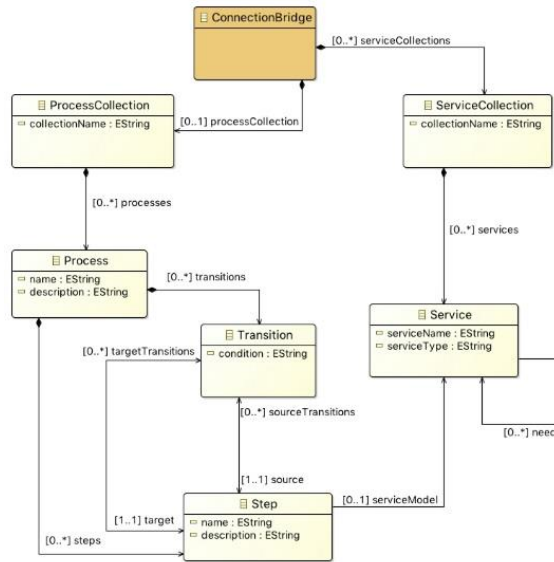 ConnectionBridge
[0..*] serviceCollections
ProcessCollection
collectionName : EString
[0..1] processCollection
ServiceCollection
collectionName : EString
[0..*] processes
[0..*] services
Process
name : EString
description : EString
[0..*] transitions
Transition
condition : EString
[0..*] targetTransitions
Service
serviceName : EString
serviceType : EString
[0..*] sourceTransitions
[0..*] need
[1..1] source
[1..1] target
Step
name : EString
description : EString
[0..1] serviceModel
[0..*] steps